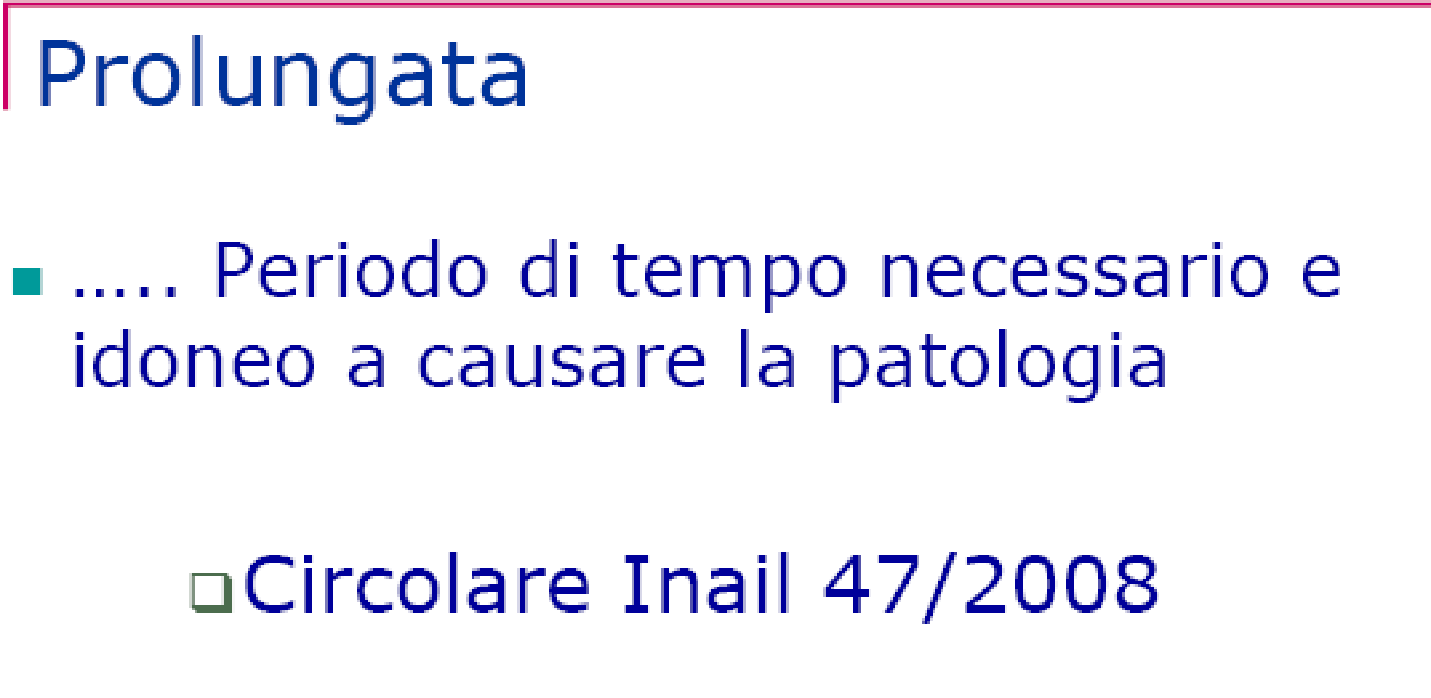 Prolungata
..... Periodo di tempo necessario e
idoneo a causare la patologia
Circolare Inail 47/2008